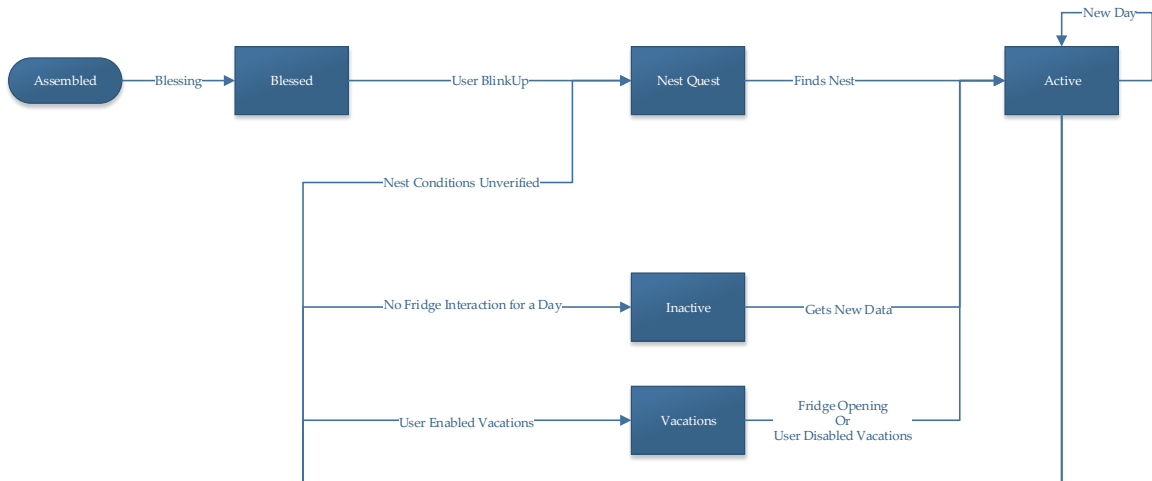 New Day
Assembled
Blessing
Blessed
User BlinkUp
Nest Quest
Finds Nest
Active
Nest Conditions Unverified
No Fridge Interaction for a Day
Inactive
Gets New Data
User Enabled Vacations
Vacations
Fridge Opening
Or
User Disabled Vacations